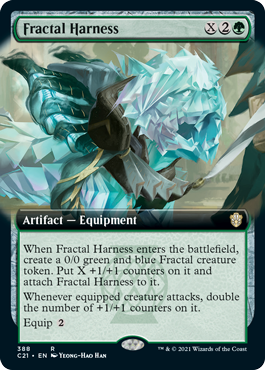 Fractal Harness X2
Artifact — Equipment
When Fractal Harness enters the battlefield,
create a 0/0 green and blue Fractal creature
token. Put X +1/+1 counters on it and
attach Fractal Harness to it.
Whenever equipped creature attacks, double
the number of +1/+1 counters on it.
Equip 2
388 R
C21 • EN Yeong-Hao Han
™ & © 2021 Wizards of the Coast